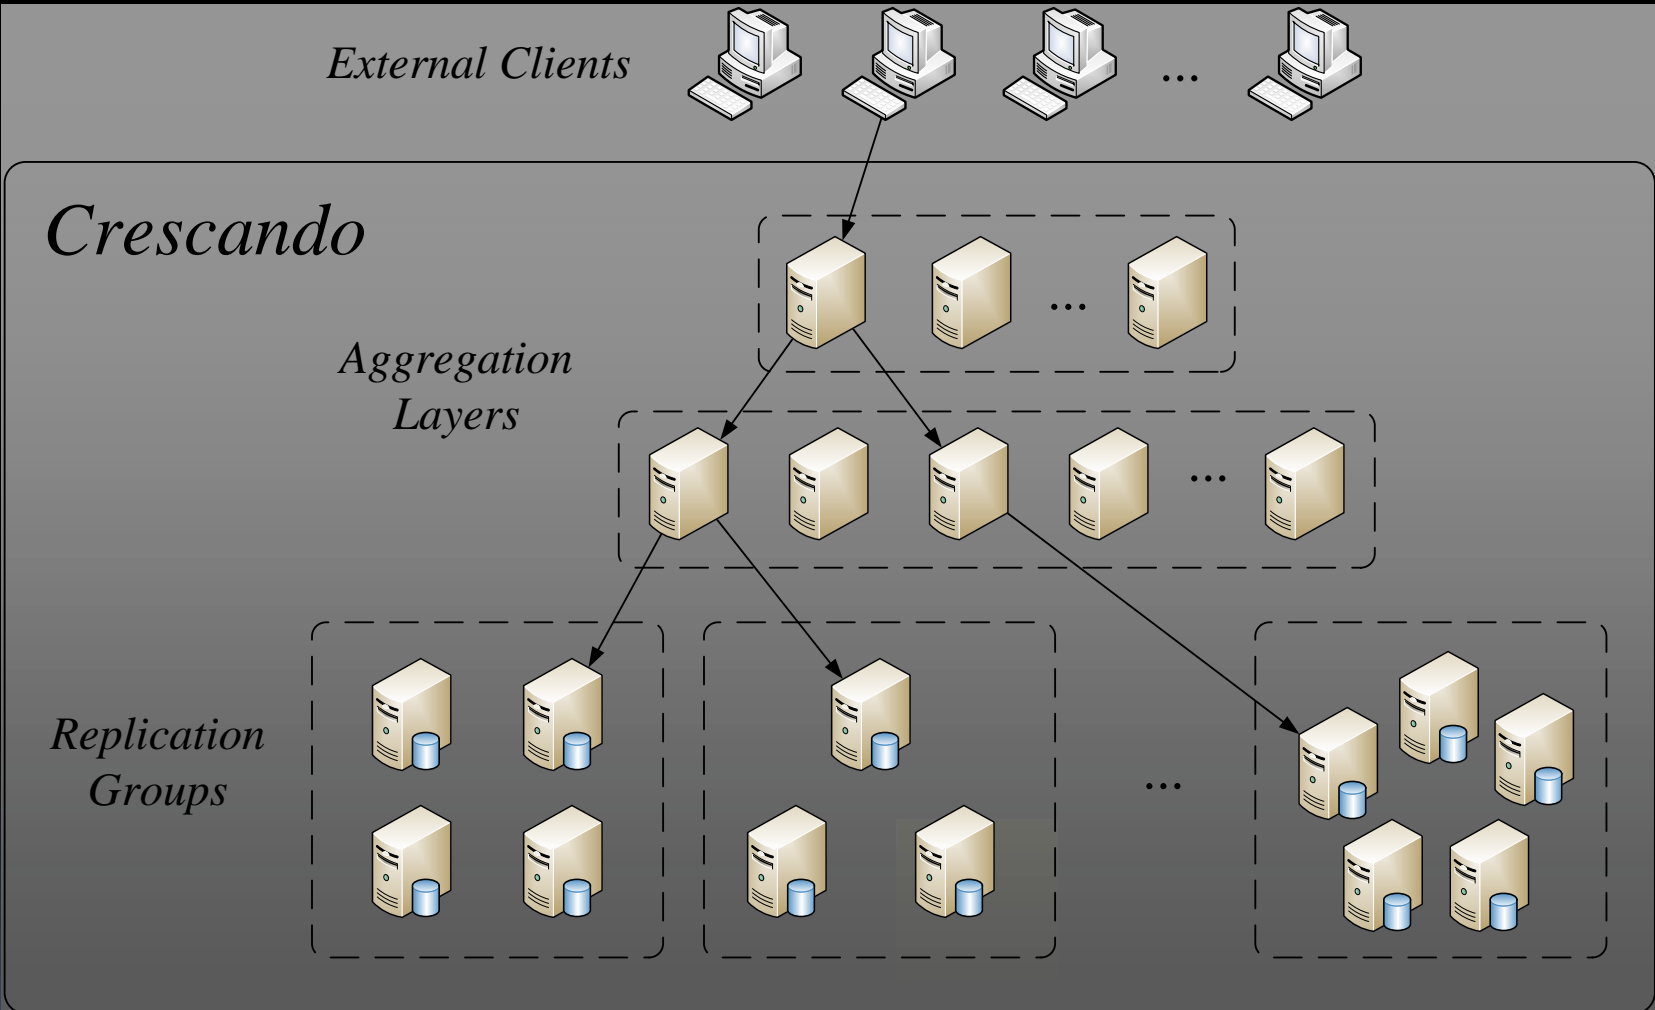 External Clients
...
Crescando
...
Aggregation
Layers
...
Replication
Groups
...